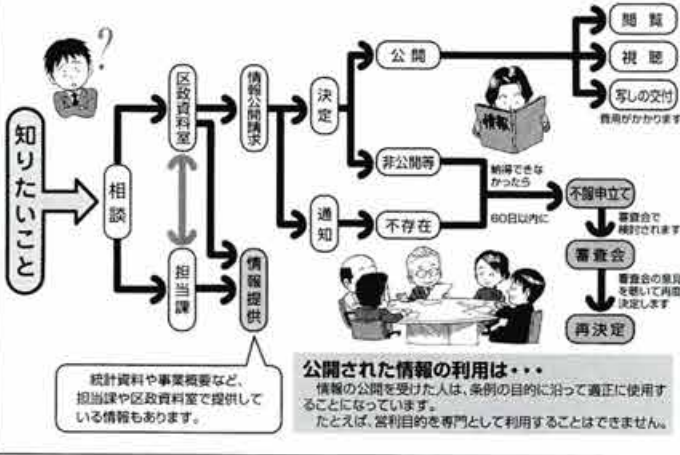 知りたいこと
相談
区政資料室
担当課
情報公開請求
情報提供
決定
通知
公開
非公開等
不存在
閲覧
視聴
写しの交付
費用がかかります
情報
納得できな
かったら
60日以内に
不服申立て
審査会で
検討されます
審査会
審査会の意見
を聴いて再度
決定します
再決定
統計資料や事業概要など、
担当課や区政資料室で提供して
いる情報もあります。
公開された情報の利用は・・・
情報の公開を受けた人は、条例の目的に沿って適正に使用す
ることになっています。
たとえば、営利目的を専門として利用することはできません。
?